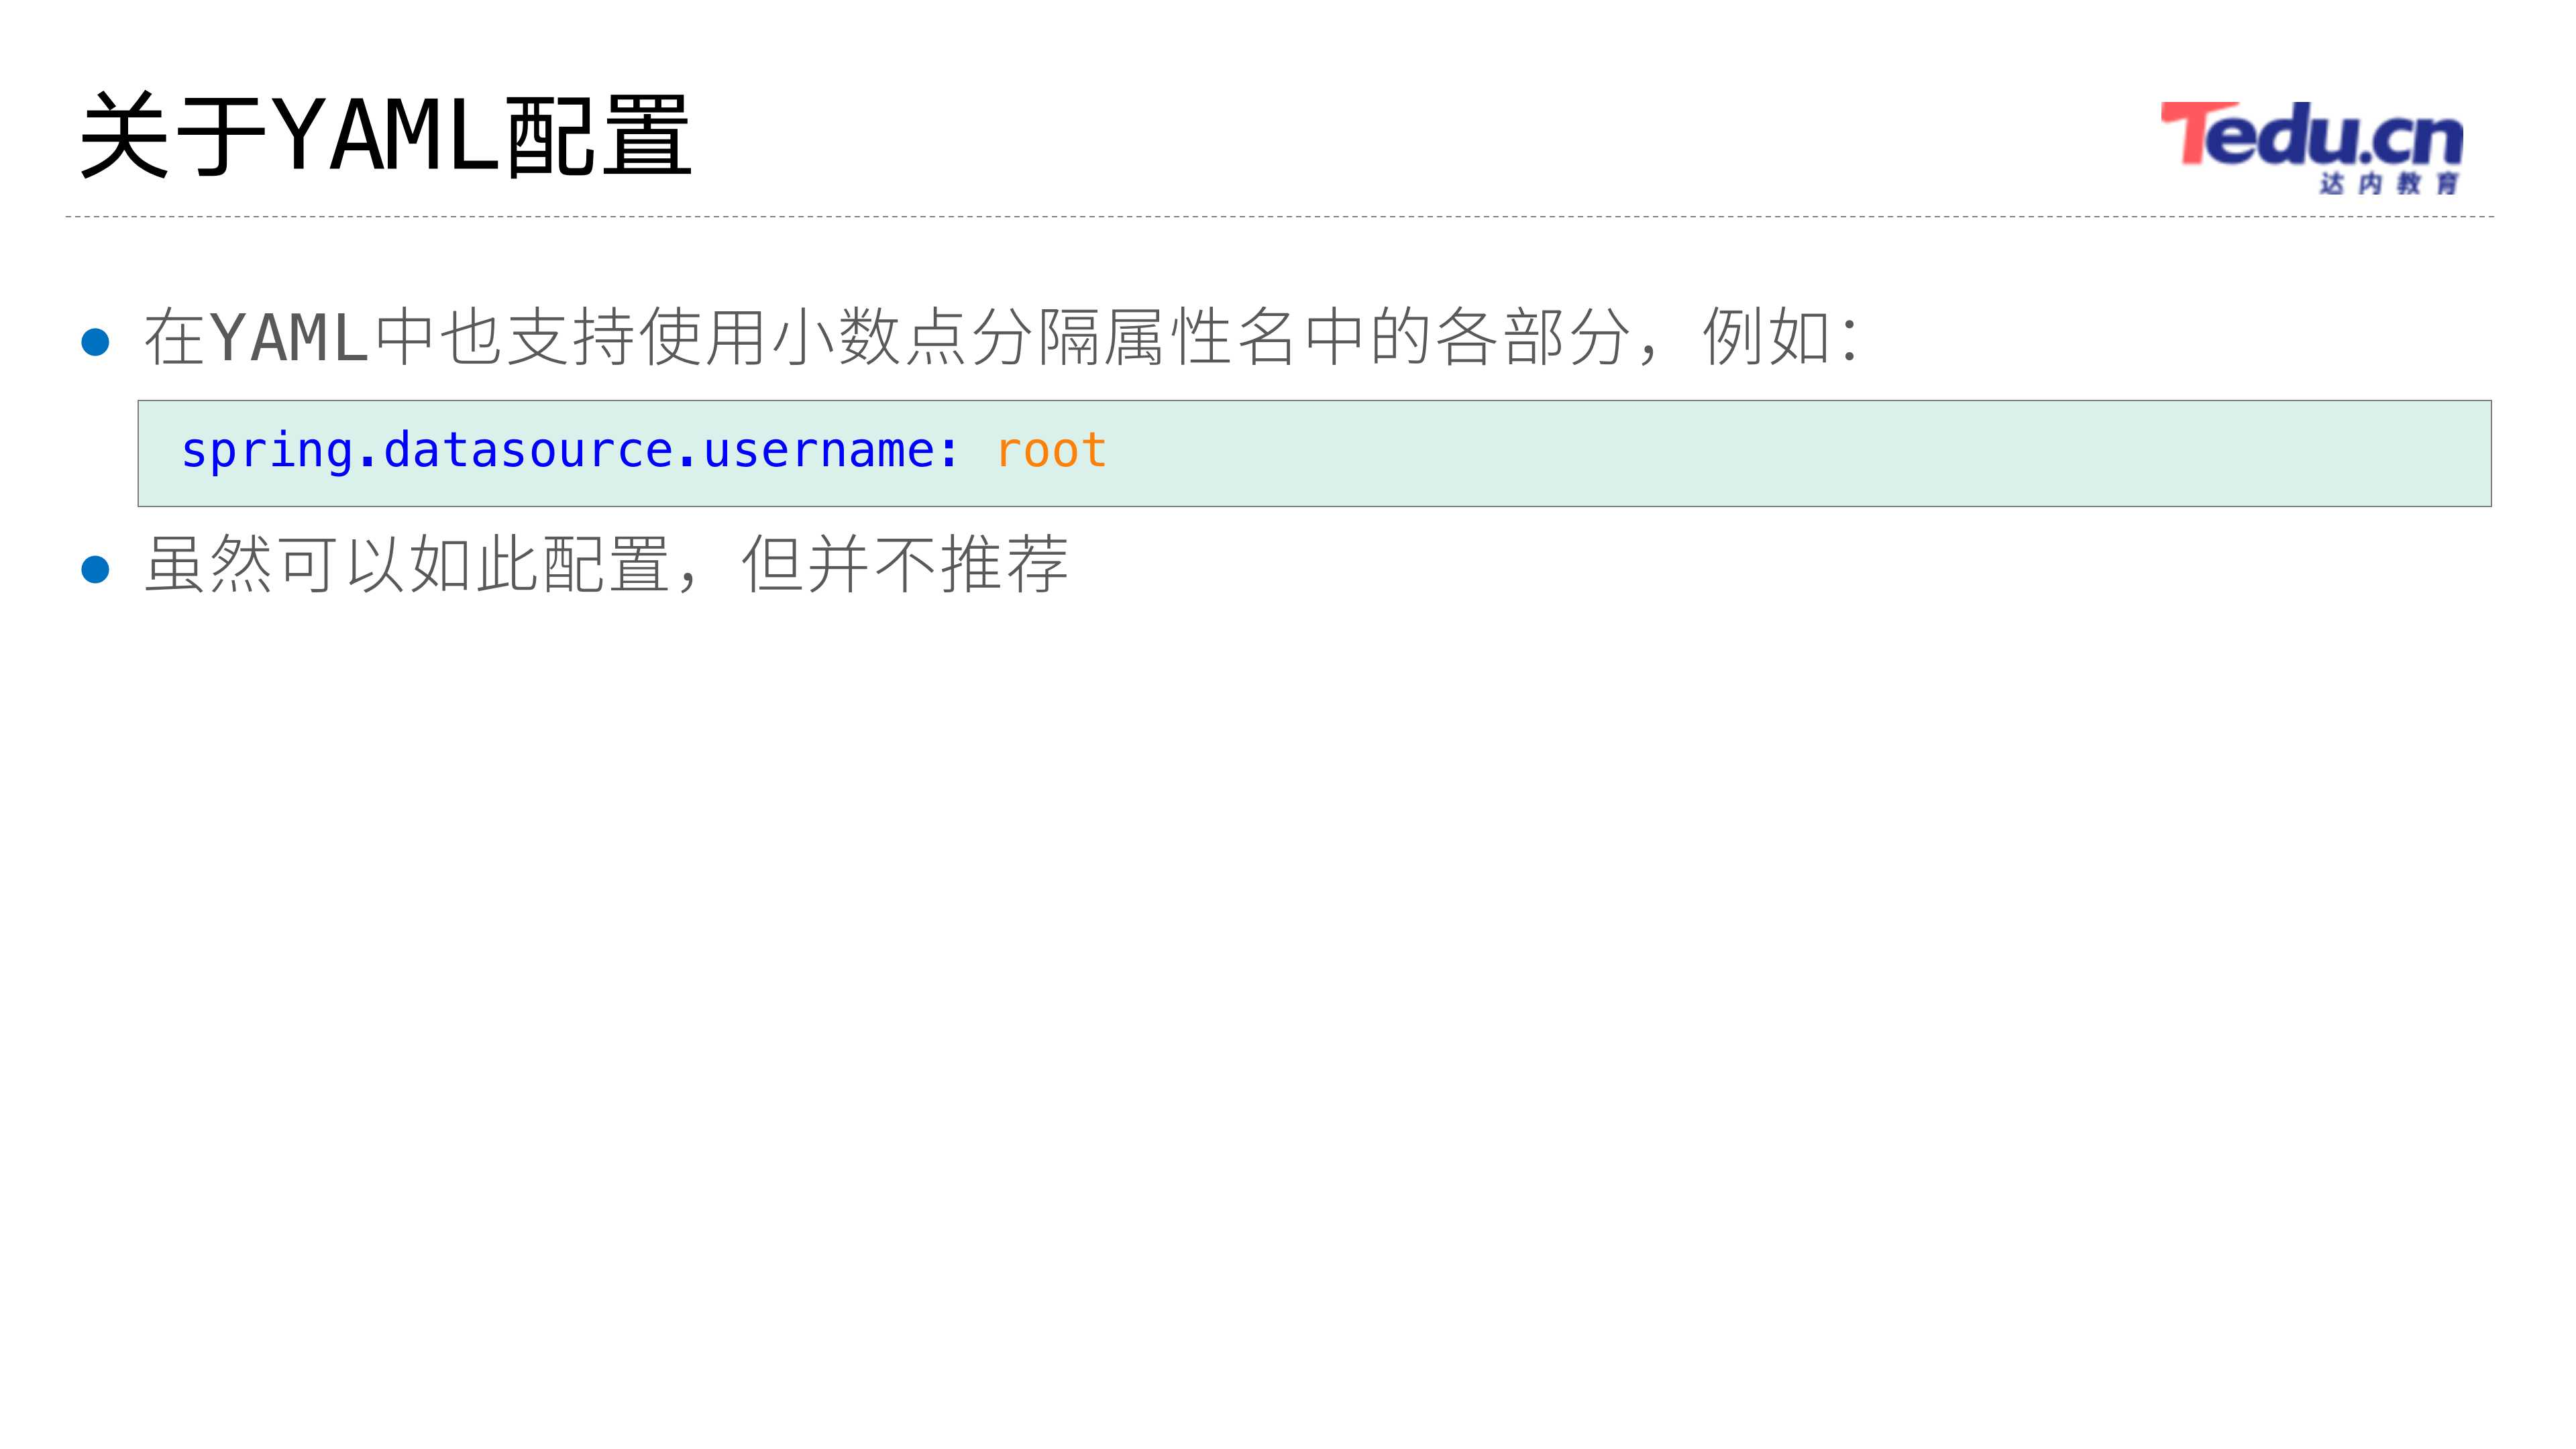 关于YAML配置
Tedu.cn
达内教育
在YAML中也支持使用小数点分隔属性名中的各部分，例如：
spring.datasource.username: root
虽然可以如此配置，但并不推荐